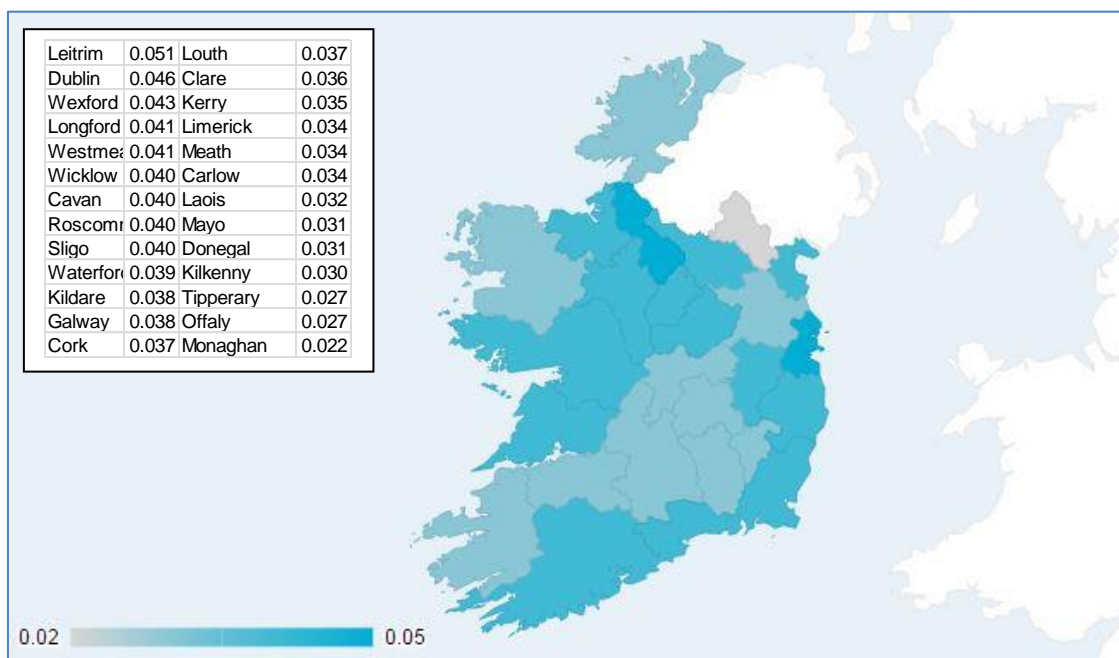 Leitrim 0.051 Louth 0.037
Dublin 0.046 Clare 0.036
Wexford 0.043 Kerry 0.035
Longford 0.041 Limerick 0.034
Westmea 0.041 Meath 0.034
Wicklow 0.040 Carlow 0.034
Cavan 0.040 Laois 0.032
Roscomm 0.040 Mayo 0.031
Sligo 0.040 Donegal 0.031
Waterford 0.039 Kilkenny 0.030
Kildare 0.038 Tipperary 0.027
Galway 0.038 Offaly 0.027
Cork 0.037 Monaghan 0.022
0.02 0.05